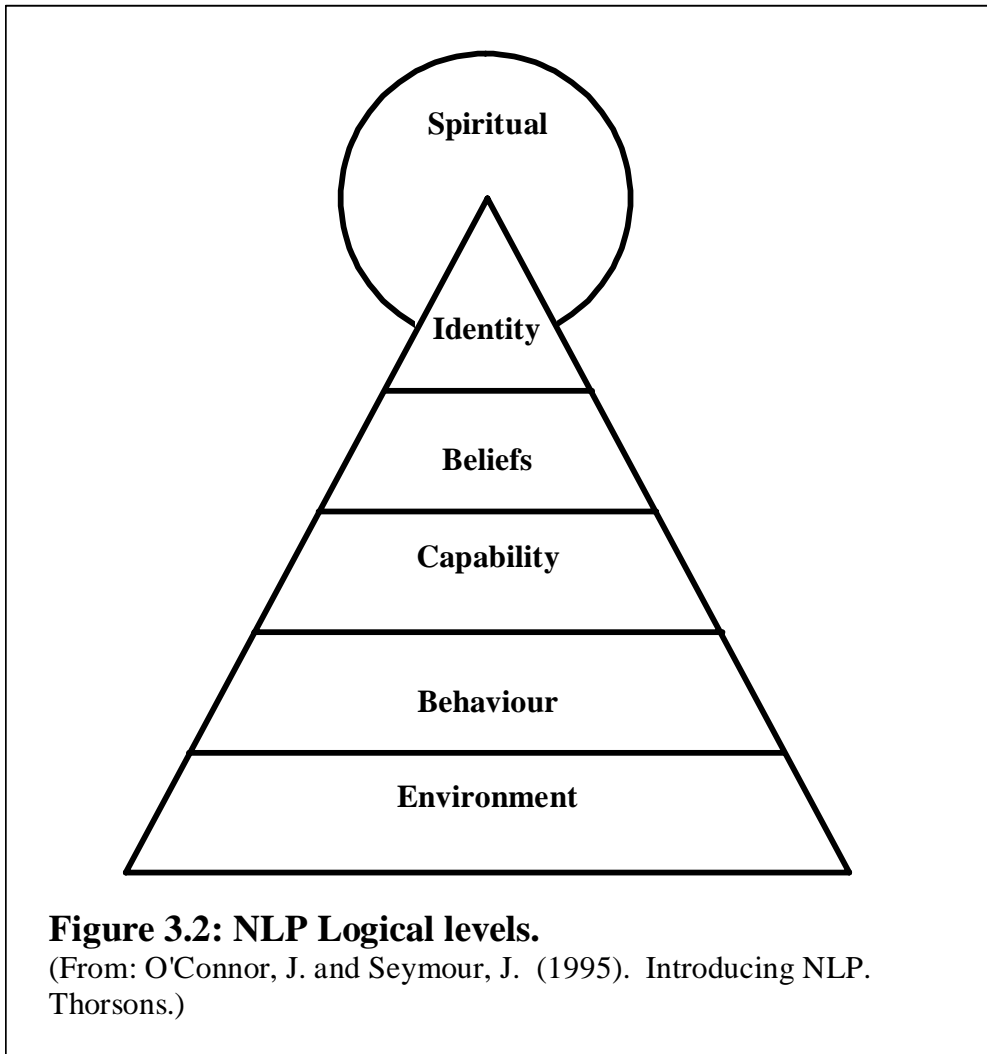 Spiritual
Identity
Beliefs
Capability
Behaviour
Environment
Figure 3.2: NLP Logical levels.
(From: O'Connor, J. and Seymour, J. (1995). Introducing NLP.
Thorsons.)